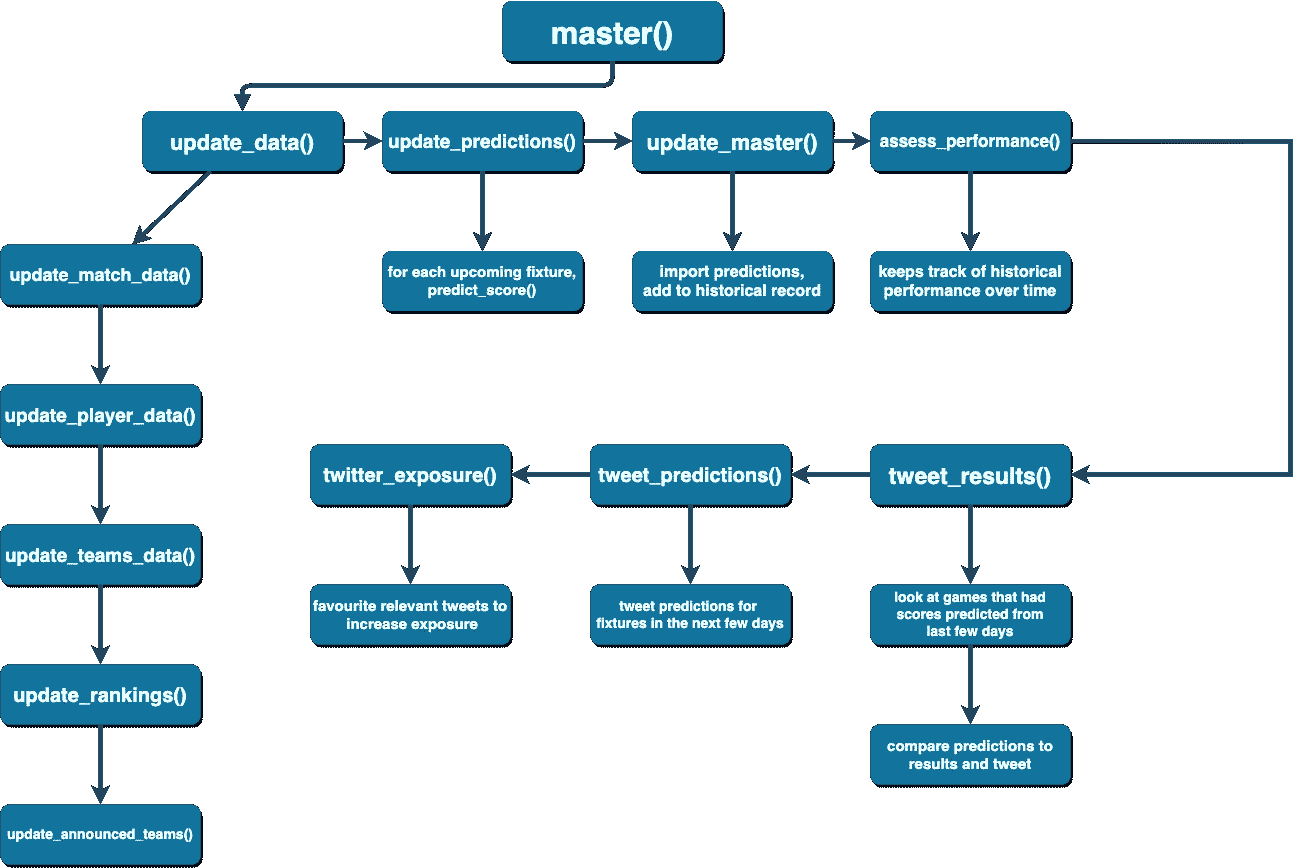 master()
update_data()
update_predictions()
update_master()
assess_performance()
update_match_data()
for each upcoming fixture,
predict_score()
import predictions,
add to historical record
keeps track of historical
performance over time
update_player_data()
twitter_exposure()
tweet_predictions()
tweet_results()
update_teams_data()
favourite relevant tweets to
increase exposure
tweet predictions for
fixtures in the next few days
look at games that had
scores predicted from
last few days
update_rankings()
compare predictions to
results and tweet
update_announced_teams()